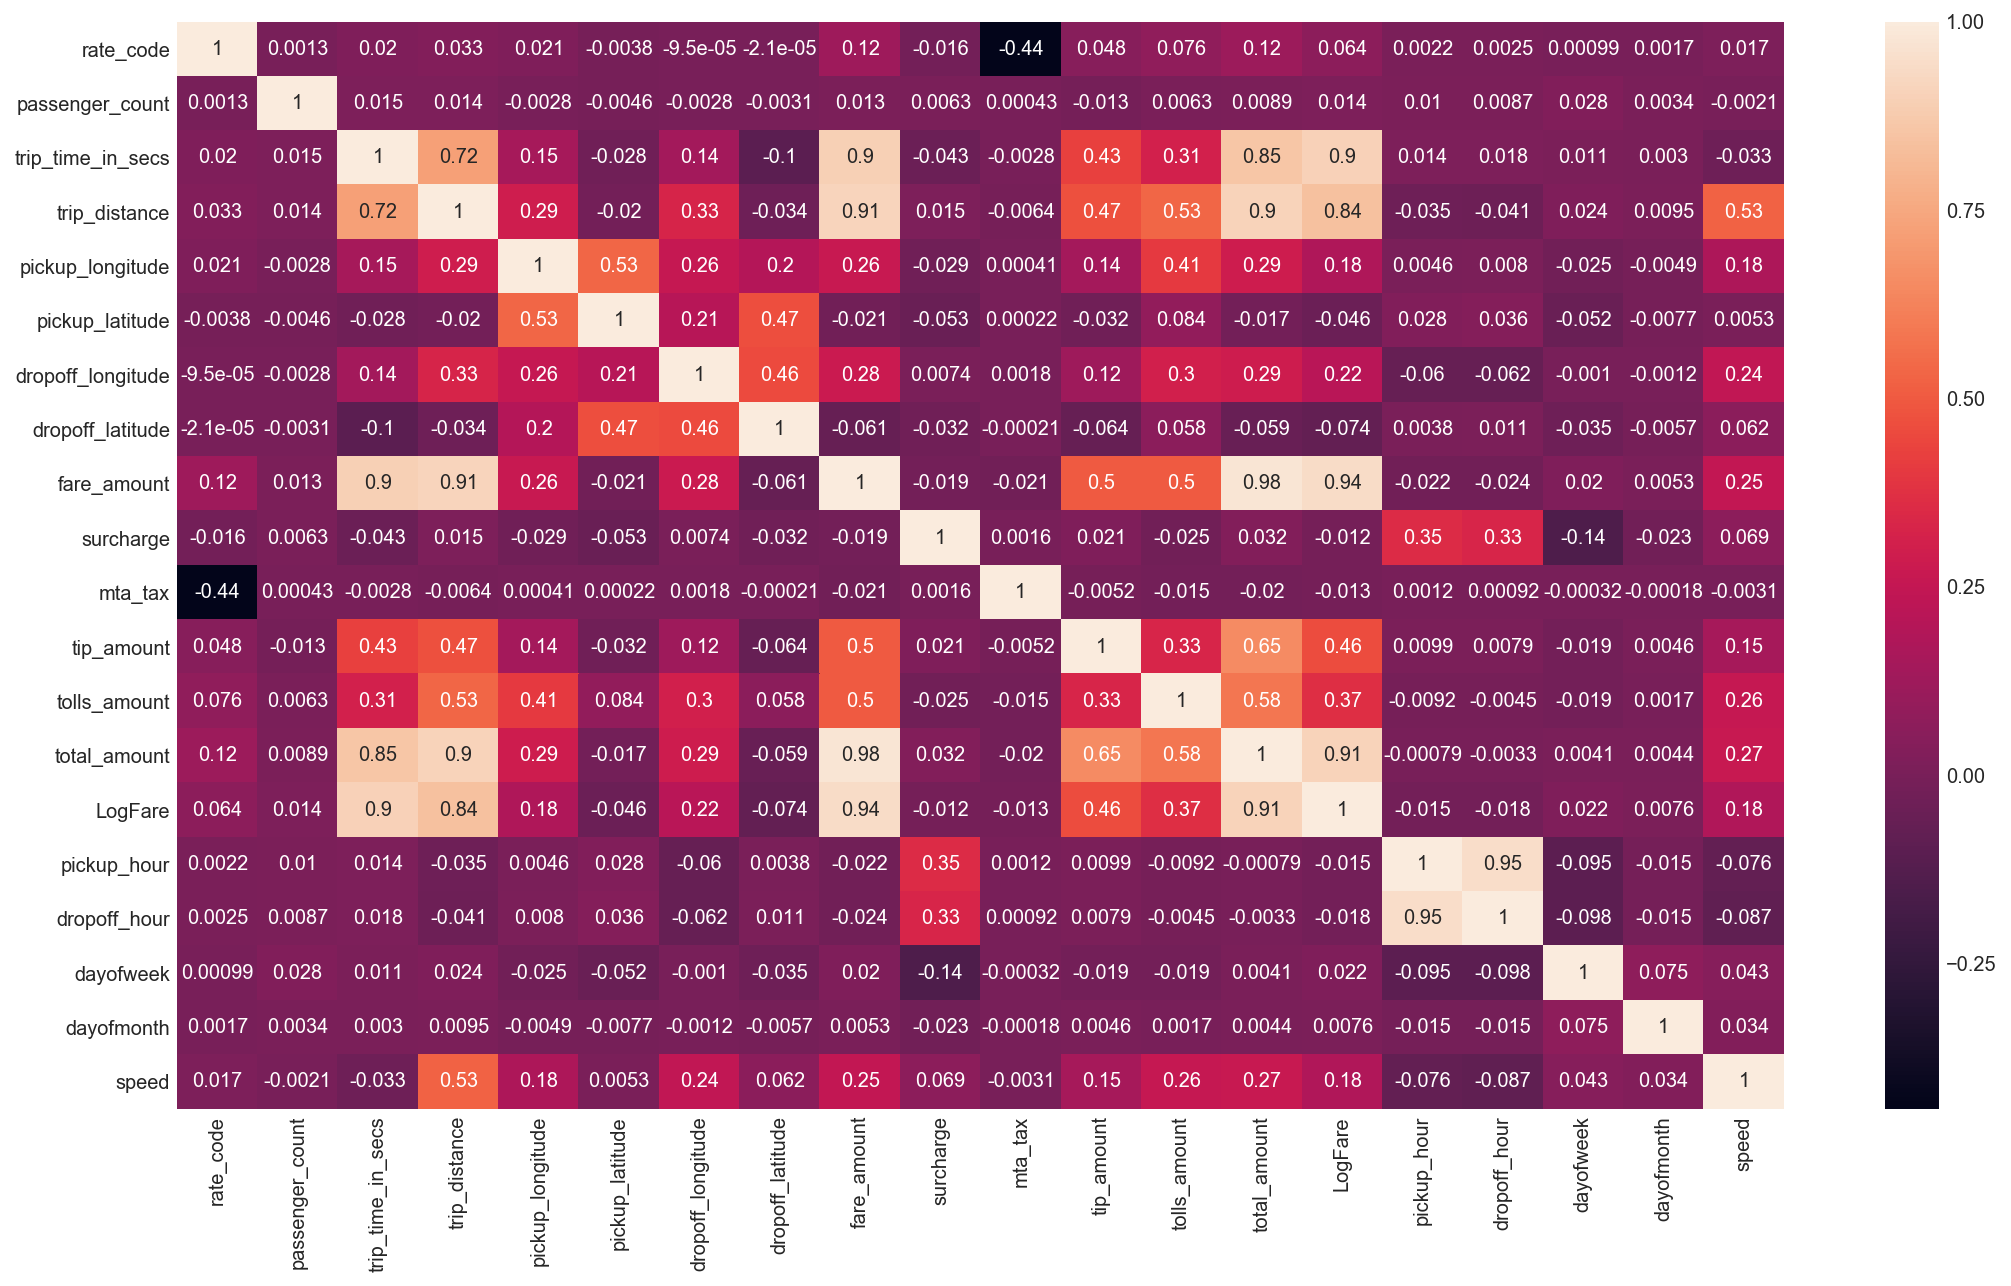 rate_code 1 0.0013 0.02 0.033 0.021 -0.0038 -9.5e-05 -2.1e-05 0.12 -0.016 -0.44 0.048 0.076 0.12 0.064 0.0022 0.0025 0.00099 0.0017 0.017
passenger_count 0.0013 1 0.015 0.014 -0.0028 -0.0046 -0.0028 -0.0031 0.013 0.0063 0.00043 -0.013 0.0063 0.0089 0.014 0.01 0.0087 0.028 0.0034 -0.0021
trip_time_in_secs 0.02 0.015 1 0.72 0.15 -0.028 0.14 -0.1 0.9 -0.043 -0.0028 0.43 0.31 0.85 0.9 0.014 0.018 0.011 0.003 -0.033
trip_distance 0.033 0.014 0.72 1 0.29 -0.02 0.33 -0.034 0.91 0.015 -0.0064 0.47 0.53 0.9 0.84 -0.035 -0.041 0.024 0.0095 0.53
pickup_longitude 0.021 -0.0028 0.15 0.29 1 0.53 0.26 0.2 0.26 -0.029 0.00041 0.14 0.41 0.29 0.18 0.0046 0.008 -0.025 -0.0049 0.18
pickup_latitude -0.0038 -0.0046 -0.028 -0.02 0.53 1 0.21 0.47 -0.021 -0.053 0.00022 -0.032 0.084 -0.017 -0.046 0.028 0.036 -0.052 -0.0077 0.0053
dropoff_longitude -9.5e-05 -0.0028 0.14 0.33 0.26 0.21 1 0.46 0.28 0.0074 0.0018 0.12 0.3 0.29 0.22 -0.06 -0.062 -0.001 -0.0012 0.24
dropoff_latitude -2.1e-05 -0.0031 -0.1 -0.034 0.2 0.47 0.46 1 -0.061 -0.032 -0.00021 -0.064 0.058 -0.059 -0.074 0.0038 0.011 -0.035 -0.0057 0.062
fare_amount 0.12 0.013 0.9 0.91 0.26 -0.021 0.28 -0.061 1 -0.019 -0.021 0.5 0.5 0.98 0.94 -0.022 -0.024 0.02 0.0053 0.25
surcharge -0.016 0.0063 -0.043 0.015 -0.029 -0.053 0.0074 -0.032 -0.019 1 0.0016 0.021 -0.025 0.032 -0.012 0.35 0.33 -0.14 -0.023 0.069
mta_tax -0.44 0.00043 -0.0028 -0.0064 0.00041 0.00022 0.0018 -0.00021 -0.021 0.0016 1 -0.0052 -0.015 -0.02 -0.013 0.0012 0.00092 -0.00032 -0.00018 -0.0031
tip_amount 0.048 -0.013 0.43 0.47 0.14 -0.032 0.12 -0.064 0.5 0.021 -0.0052 1 0.33 0.65 0.46 0.0099 0.0079 -0.019 0.0046 0.15
tolls_amount 0.076 0.0063 0.31 0.53 0.41 0.084 0.3 0.058 0.5 -0.025 -0.015 0.33 1 0.58 0.37 -0.0092 -0.0045 -0.019 0.0017 0.26
total_amount 0.12 0.0089 0.85 0.9 0.29 -0.017 0.29 -0.059 0.98 0.032 -0.02 0.65 0.58 1 0.91 -0.00079 -0.0033 0.0041 0.0044 0.27
LogFare 0.064 0.014 0.9 0.84 0.18 -0.046 0.22 -0.074 0.94 -0.012 -0.013 0.46 0.37 0.91 1 -0.015 -0.018 0.022 0.0076 0.18
pickup_hour 0.0022 0.01 0.014 -0.035 0.0046 0.028 -0.06 0.0038 -0.022 0.35 0.0012 0.0099 -0.0092 -0.00079 -0.015 1 0.95 -0.095 -0.015 -0.076
dropoff_hour 0.0025 0.0087 0.018 -0.041 0.008 0.036 -0.062 0.011 -0.024 0.33 0.00092 0.0079 -0.0045 -0.0033 -0.018 0.95 1 -0.098 -0.015 -0.087
dayofweek 0.00099 0.028 0.011 0.024 -0.025 -0.052 -0.001 -0.035 0.02 -0.14 -0.00032 -0.019 -0.019 0.0041 0.022 -0.095 -0.098 1 0.075 0.043
dayofmonth 0.0017 0.0034 0.003 0.0095 -0.0049 -0.0077 -0.0012 -0.0057 0.0053 -0.023 -0.00018 0.0046 0.0017 0.0044 0.0076 -0.015 -0.015 0.075 1 0.034
speed 0.017 -0.0021 -0.033 0.53 0.18 0.0053 0.24 0.062 0.25 0.069 -0.0031 0.15 0.26 0.27 0.18 -0.076 -0.087 0.043 0.034 1
rate_code
passenger_count
trip_time_in_secs
trip_distance
pickup_longitude
pickup_latitude
dropoff_longitude
dropoff_latitude
fare_amount
surcharge
mta_tax
tip_amount
tolls_amount
total_amount
LogFare
pickup_hour
dropoff_hour
dayofweek
dayofmonth
speed
1.00
0.75
0.50
0.25
0.00
−0.25